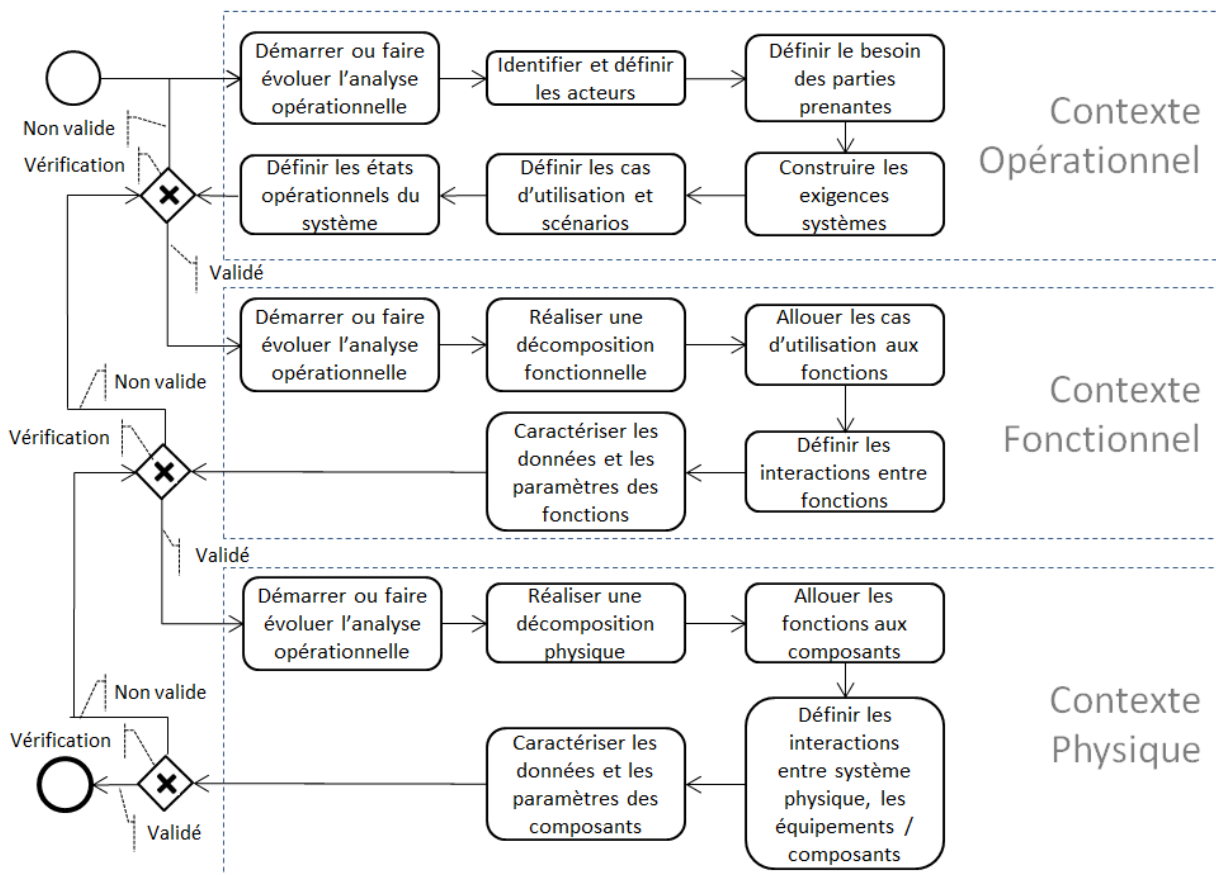 Démarrer ou faire
évoluer l’analyse
opérationnelle
Identifier et définir
les acteurs
Définir le besoin
des parties
prenantes
Contexte
Opérationnel
Non valide
Vérification
Définir les états
opérationnels du
système
Définir les cas
d’utilisation et
scénarios
Construire les
exigences
systèmes
Validé
Démarrer ou faire
évoluer l’analyse
opérationnelle
Réaliser une
décomposition
fonctionnelle
Allouer les cas
d’utilisation aux
fonctions
Contexte
Fonctionnel
Non valide
Vérification
Caractériser les
données et les
paramètres des
fonctions
Définir les
interactions entre
fonctions
Validé
Démarrer ou faire
évoluer l’analyse
opérationnelle
Réaliser une
décomposition
physique
Allouer les
fonctions aux
composants
Contexte
Physique
Non valide
Vérification
Caractériser les
données et les
paramètres des
composants
Définir les
interactions
entre système
physique, les
équipements /
composants
Validé